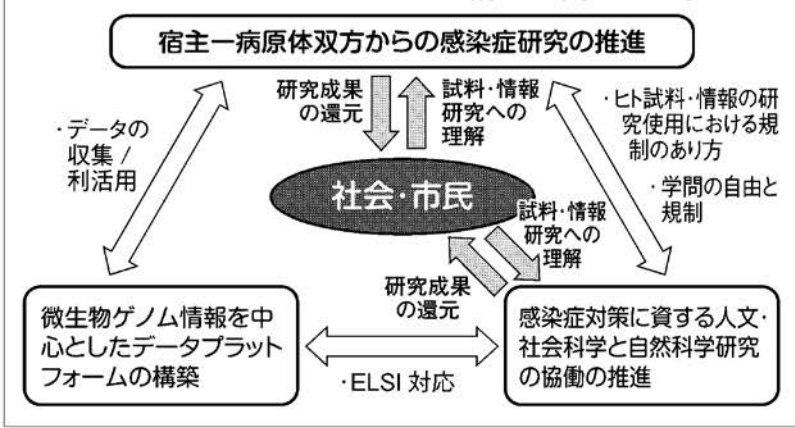 宿主ー病原体双方からの感染症研究の推進
研究成果
の還元
試料・情報
研究への
理解
・データの
収集 /
利活用
・ヒト試料・情報の研
究使用における規
制のあり方
・学問の自由と
規制
社会・市民
試料・情報
研究への
理解
研究成果
の還元
微生物ゲノム情報を中
心としたデータプラット
フォームの構築
・ELSI 対応
感染症対策に資する人文・
社会科学と自然科学研究
の協働の推進